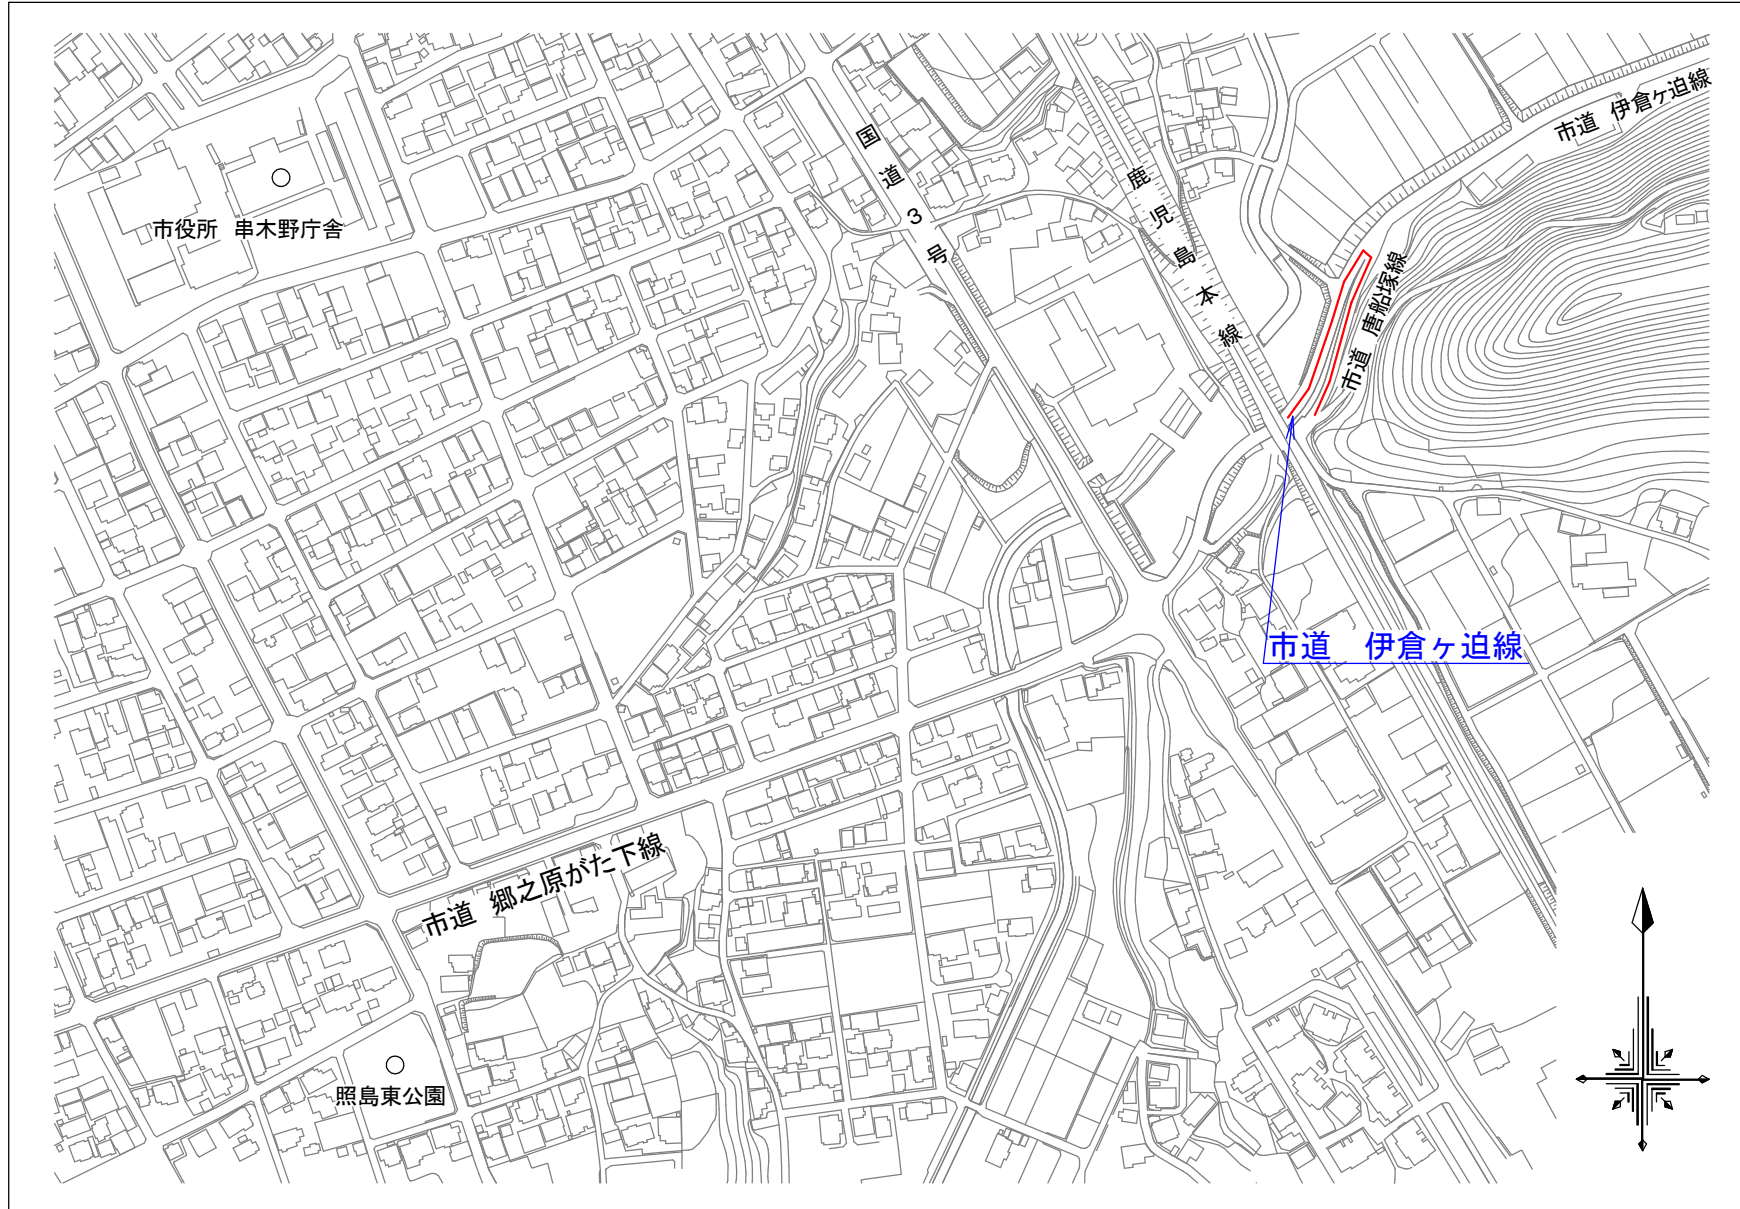 市道 伊倉ヶ迫線
国道3号
鹿児島本線
市役所 串木野庁舎
市道 唐船塚線
市道 伊倉ヶ迫線
市道 郷之原がた下線
照島東公園